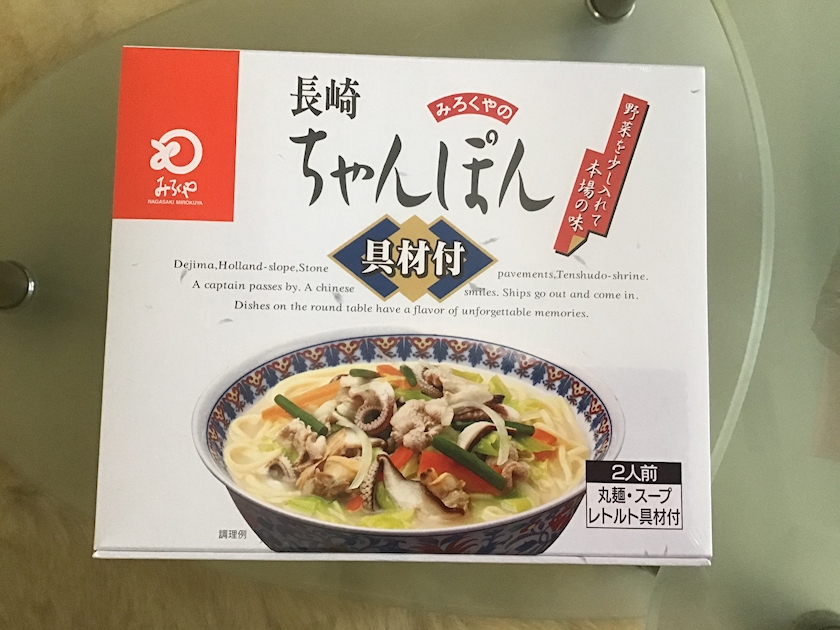 長崎
みろくやの
ちゃんぽん
具材付
野菜を少し入れて
本場の味
みろくや
NAGASAKI MIROKUYA
Dejima,Holland-slope,Stone pavements,Tenshudo-shrine.
A captain passes by. A chinese smiles. Ships go out and come in.
Dishes on the round table have a flavor of unforgettable memories.
2人前
丸麺・スープ
レトルト具材付
調理例